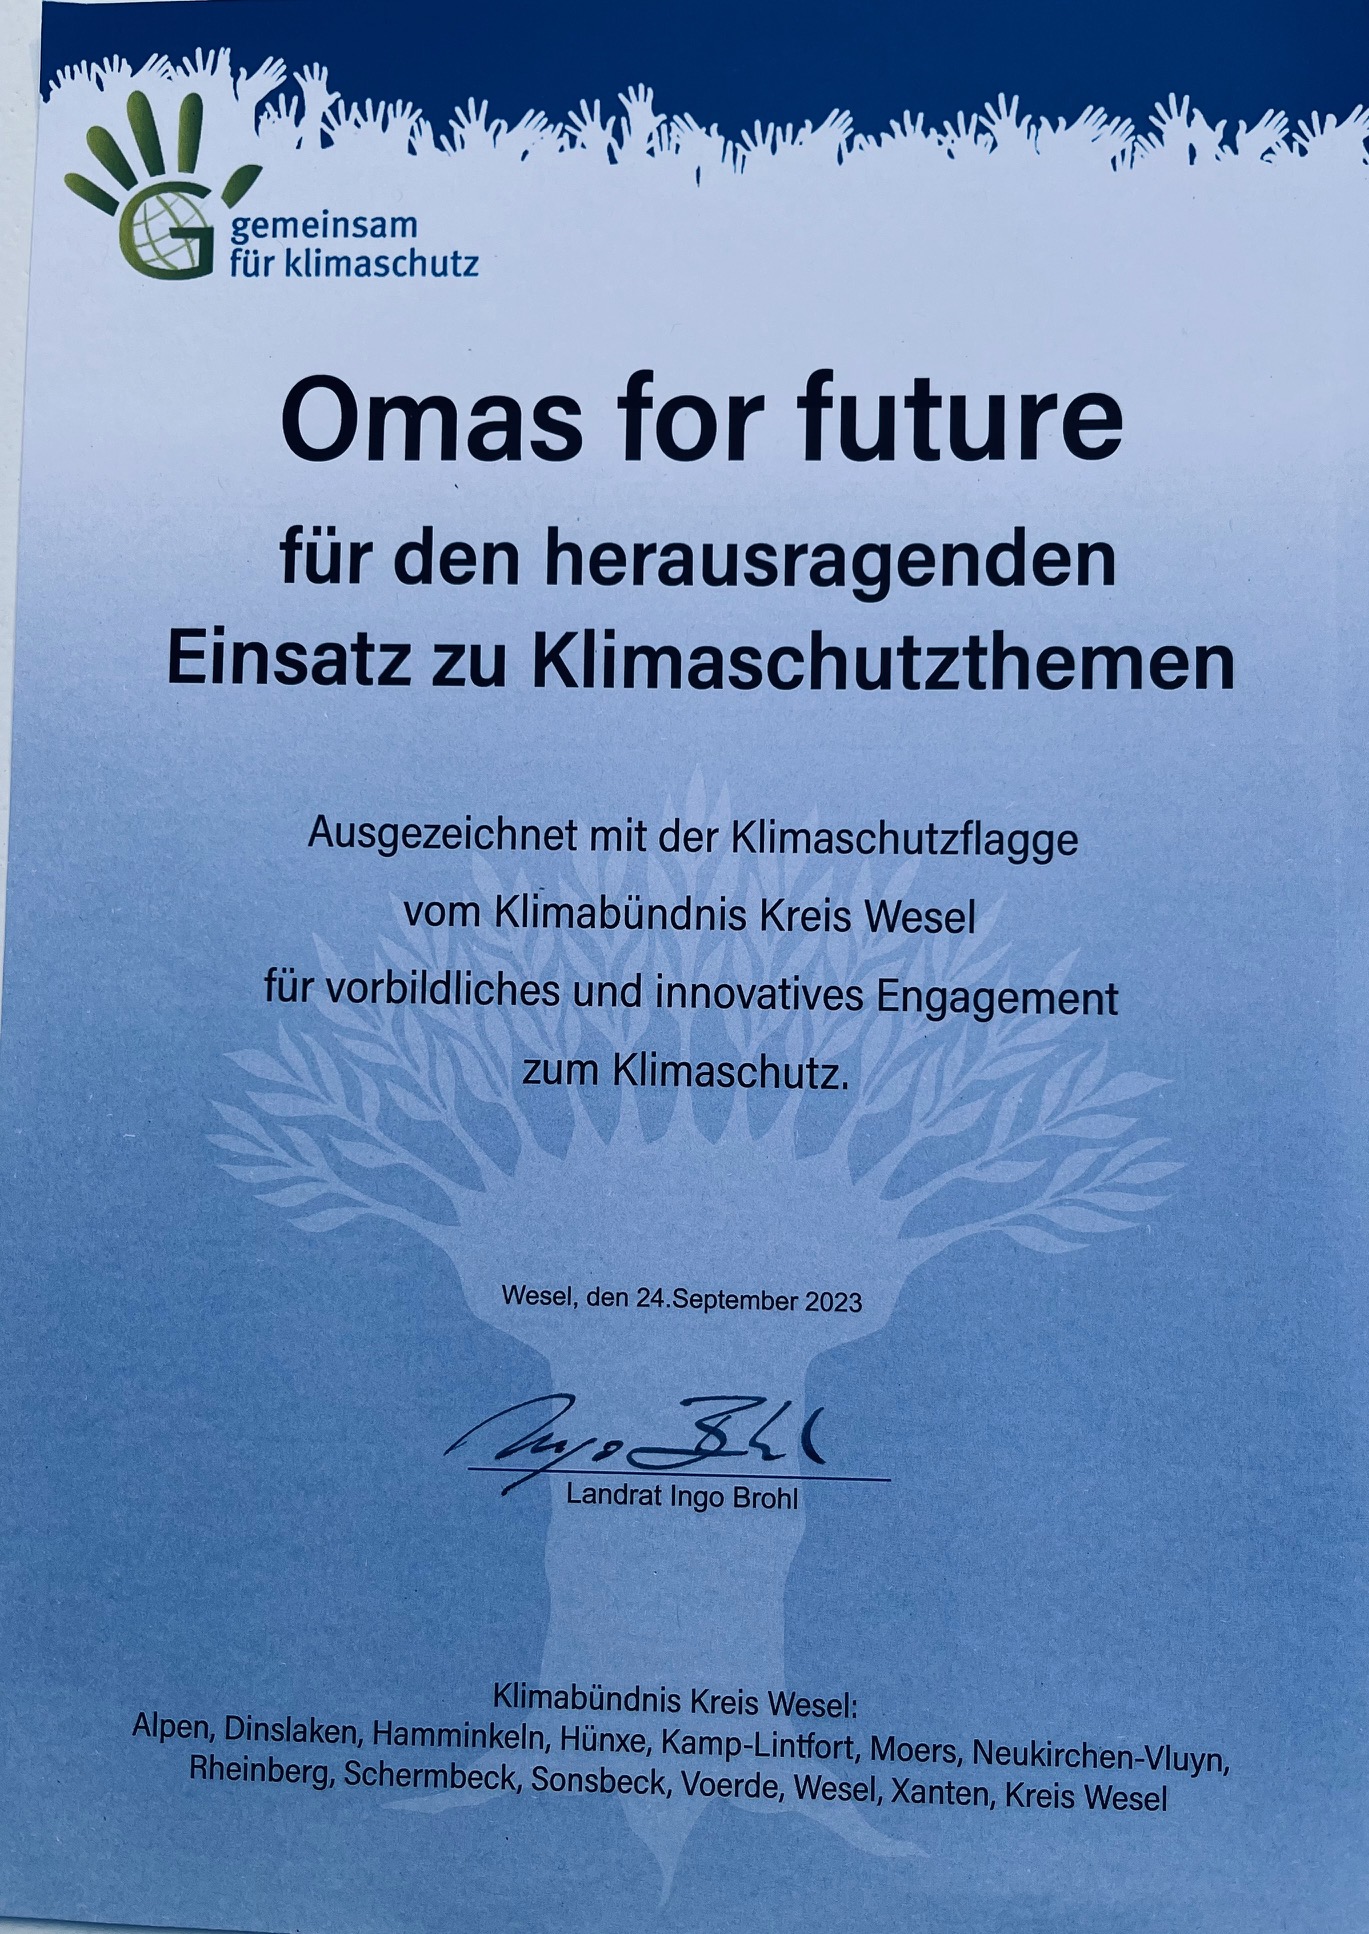 gemeinsam
für klimaschutz
Omas for future
für den herausragenden
Einsatz zu Klimaschutzthemen
Ausgezeichnet mit der Klimaschutzflagge
vom Klimabündnis Kreis Wesel
für vorbildliches und innovatives Engagement
zum Klimaschutz.
Wesel, den 24.September 2023
Ingo Brohl
Landrat Ingo Brohl
Klimabündnis Kreis Wesel:
Alpen, Dinslaken, Hamminkeln, Hünxe, Kamp-Lintfort, Moers, Neukirchen-Vluyn,
Rheinberg, Schermbeck, Sonsbeck, Voerde, Wesel, Xanten, Kreis Wesel